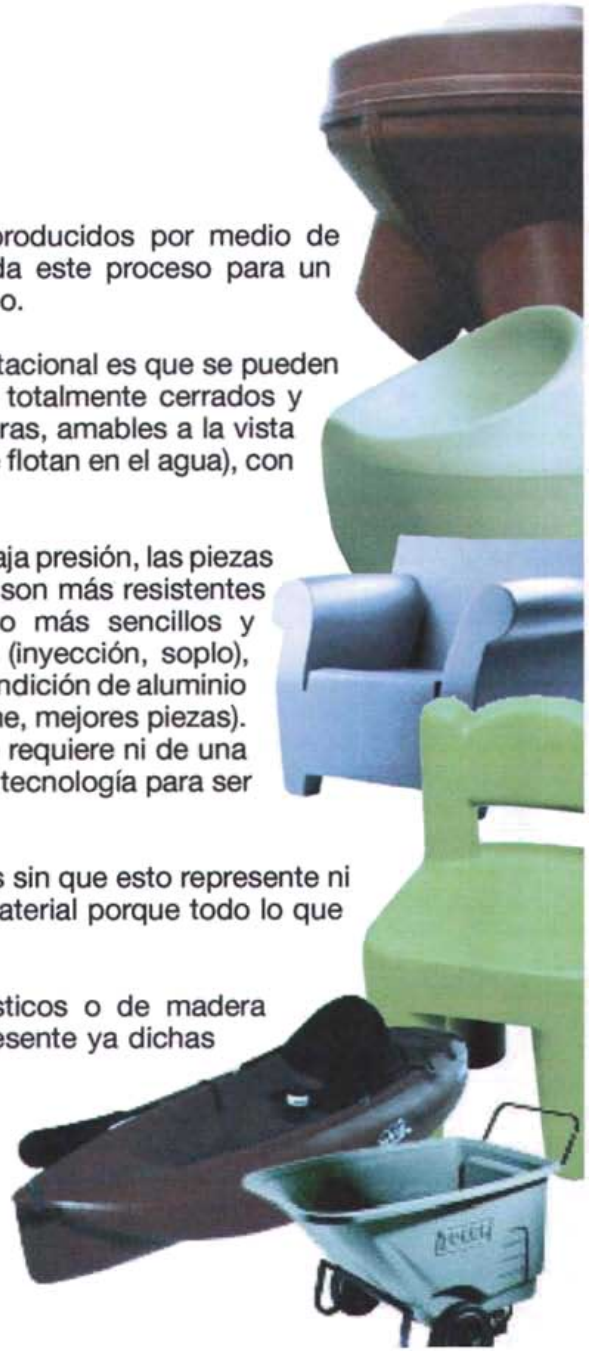 producidos por medio de
da este proceso para un
o.
tacional es que se pueden
totalmente cerrados y
ras, amables a la vista
flotan en el agua), con
aja presión, las piezas
son más resistentes
o más sencillos y
(inyección, soplo),
ndición de aluminio
ne, mejores piezas).
requiere ni de una
tecnología para ser
s sin que esto represente ni
aterial porque todo lo que
sticos o de madera
esente ya dichas